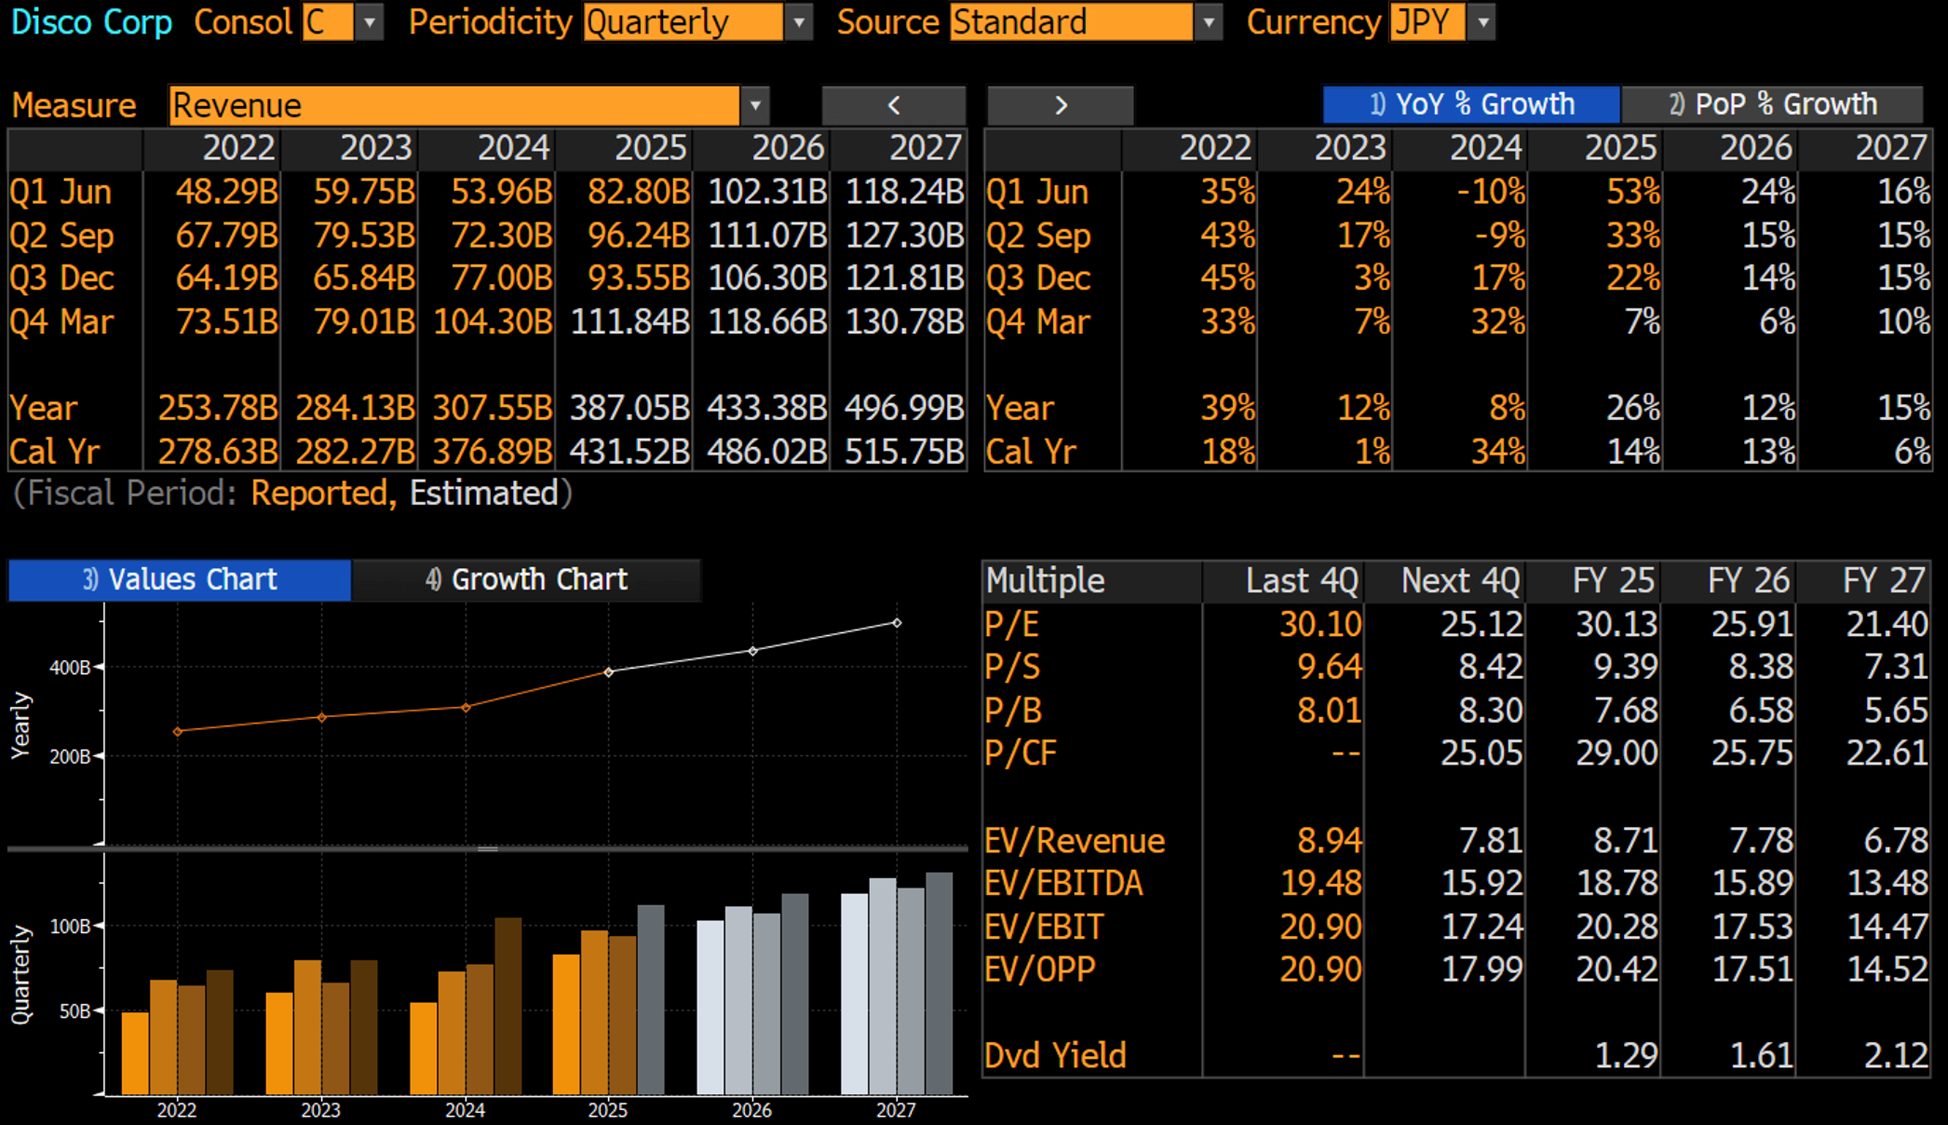 Disco Corp Consol C Periodicity Quarterly Source Standard Currency JPY
Measure Revenue < > 1) YoY % Growth 2) PoP % Growth
2022 2023 2024 2025 2026 2027 2022 2023 2024 2025 2026 2027
Q1 Jun 48.29B 59.75B 53.96B 82.80B 102.31B 118.24B Q1 Jun 35% 24% -10% 53% 24% 16%
Q2 Sep 67.79B 79.53B 72.30B 96.24B 111.07B 127.30B Q2 Sep 43% 17% -9% 33% 15% 15%
Q3 Dec 64.19B 65.84B 77.00B 93.55B 106.30B 121.81B Q3 Dec 45% 3% 17% 22% 14% 15%
Q4 Mar 73.51B 79.01B 104.30B 111.84B 118.66B 130.78B Q4 Mar 33% 7% 32% 7% 6% 10%
Year 253.78B 284.13B 307.55B 387.05B 433.38B 496.99B Year 39% 12% 8% 26% 12% 15%
Cal Yr 278.63B 282.27B 376.89B 431.52B 486.02B 515.75B Cal Yr 18% 1% 34% 14% 13% 6%
(Fiscal Period: Reported, Estimated)
3) Values Chart 4) Growth Chart
Yearly
400B
200B
Quarterly
100B
50B
2022 2023 2024 2025 2026 2027
Multiple Last 4Q Next 4Q FY 25 FY 26 FY 27
P/E 30.10 25.12 30.13 25.91 21.40
P/S 9.64 8.42 9.39 8.38 7.31
P/B 8.01 8.30 7.68 6.58 5.65
P/CF -- 25.05 29.00 25.75 22.61
EV/Revenue 8.94 7.81 8.71 7.78 6.78
EV/EBITDA 19.48 15.92 18.78 15.89 13.48
EV/EBIT 20.90 17.24 20.28 17.53 14.47
EV/OPP 20.90 17.99 20.42 17.51 14.52
Dvd Yield -- 1.29 1.61 2.12